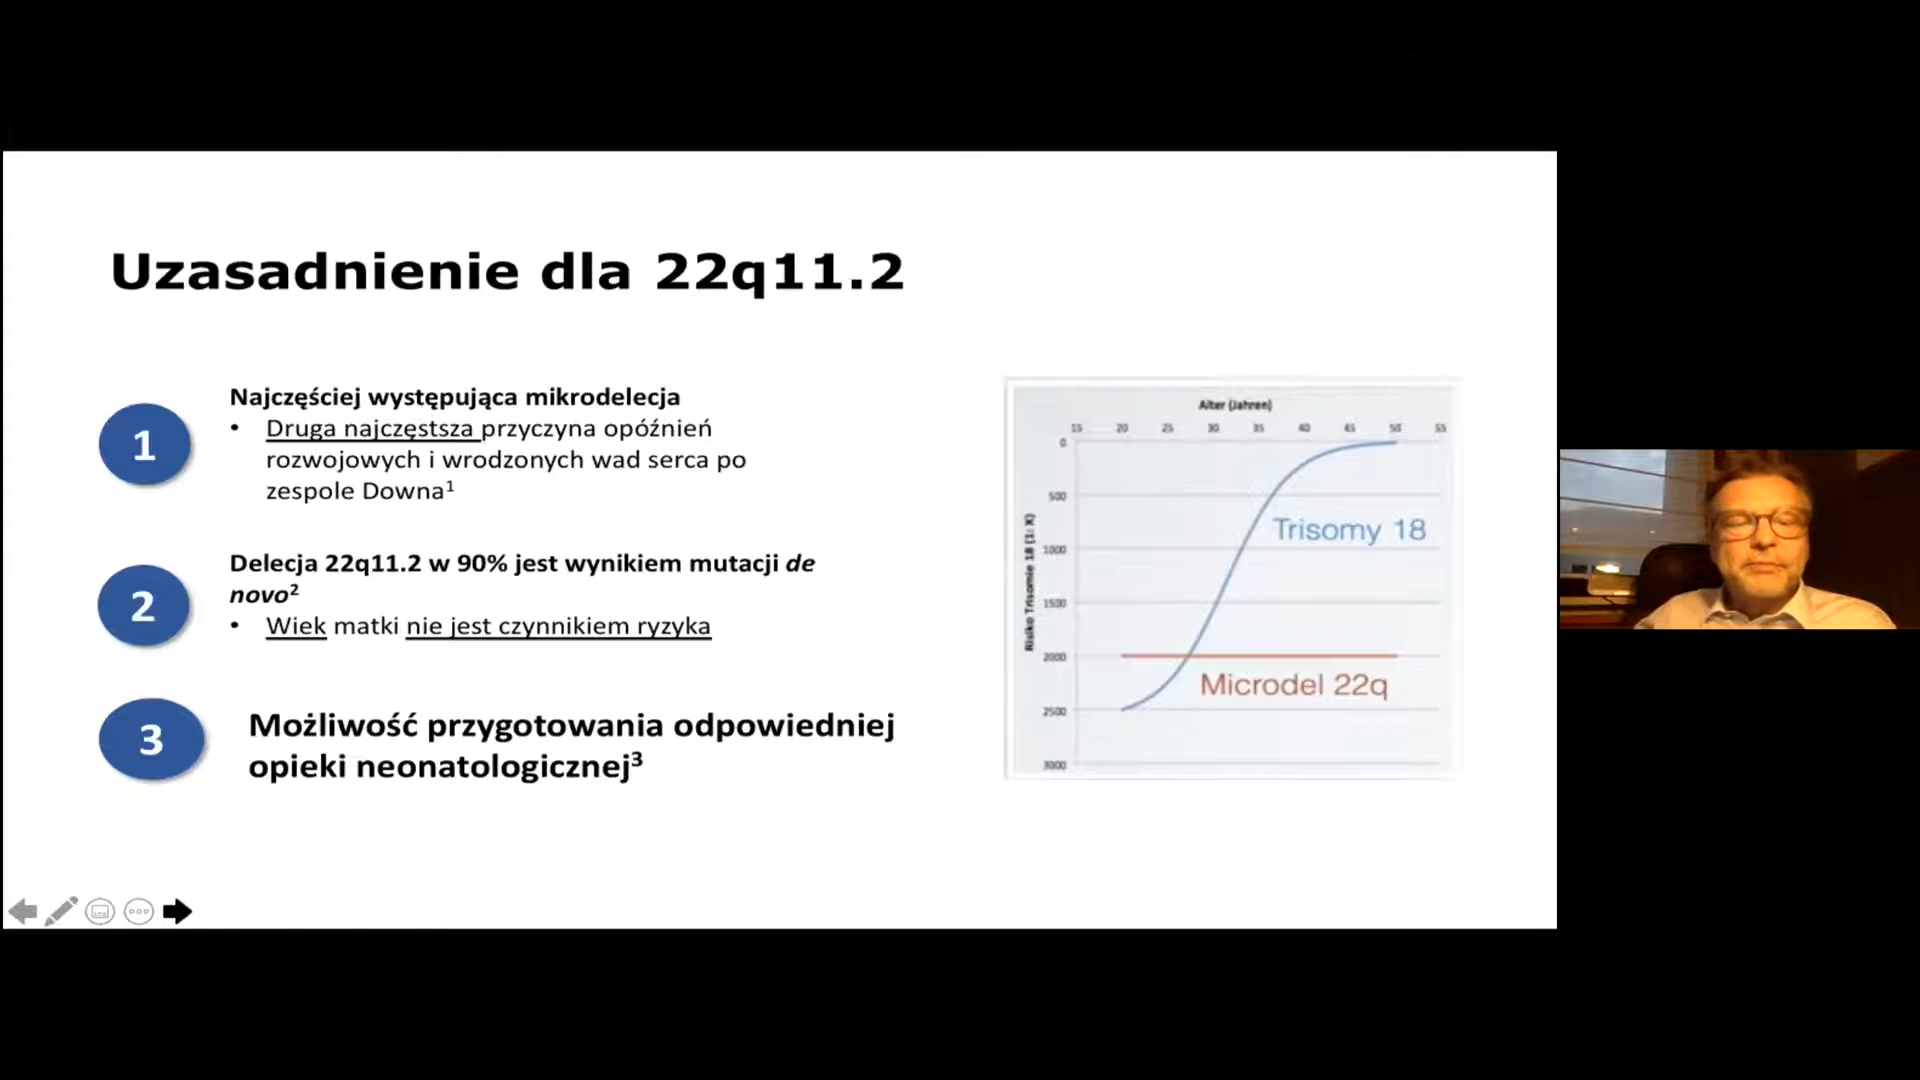 Uzasadnienie dla 22q11.2
1
Najczęściej występująca mikrodelecja
• Druga najczęstsza przyczyna opóźnień
rozwojowych i wrodzonych wad serca po
zespole Downa¹
2
Delecja 22q11.2 w 90% jest wynikiem mutacji de
novo²
• Wiek matki nie jest czynnikiem ryzyka
3
Możliwość przygotowania odpowiedniej
opieki neonatologicznej³
Alter (Jahren)
15 20 25 30 35 40 45 50 55
0
500
1000
1500
2000
2500
3000
Risiko Trisomie 18 (1: X)
Trisomy 18
Microdel 22q